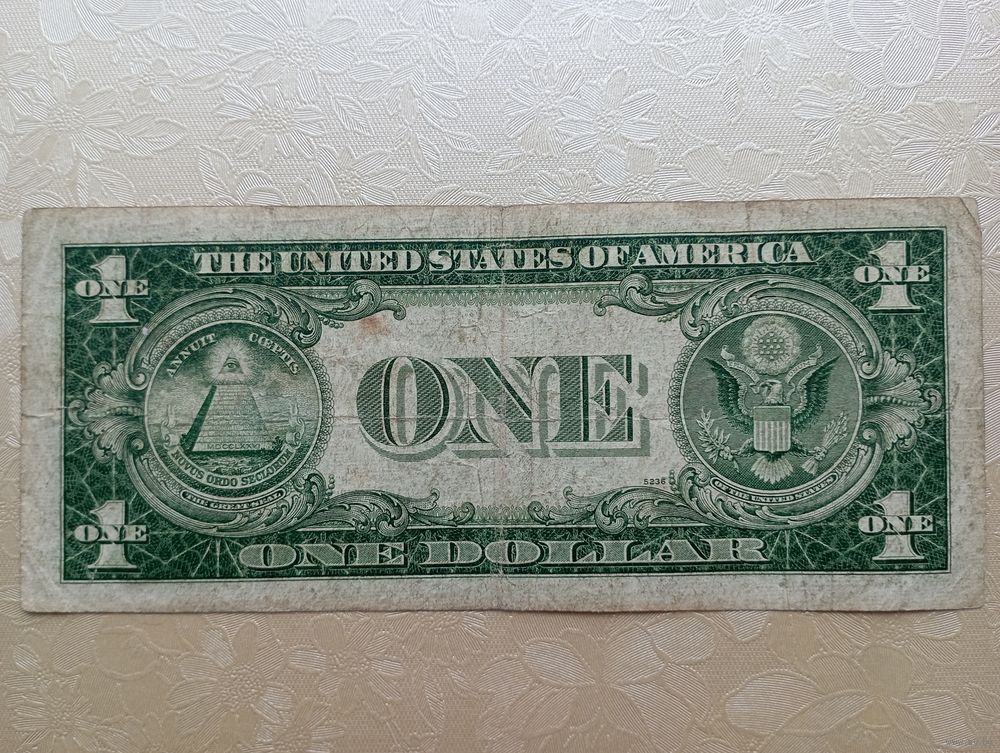 THE UNITED STATES OF AMERICA
1 ONE
1 ONE
ANNUIT CŒPTIS
MDCCLXXVI
NOVUS ORDO SECLORUM
THE GREAT SEAL
ONE
5236
OF THE UNITED STATES
1 ONE
1 ONE
ONE DOLLAR